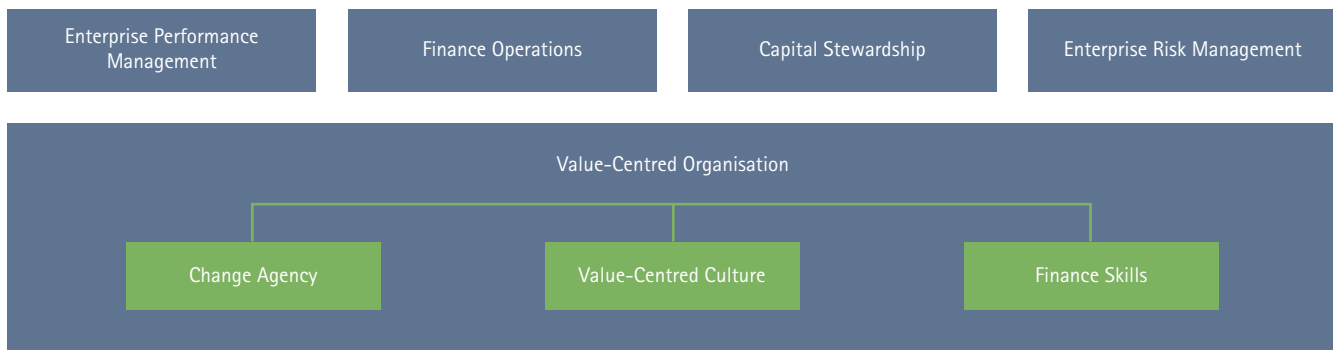 Enterprise Performance
Management
Finance Operations
Capital Stewardship
Enterprise Risk Management
Value-Centred Organisation
Change Agency
Value-Centred Culture
Finance Skills